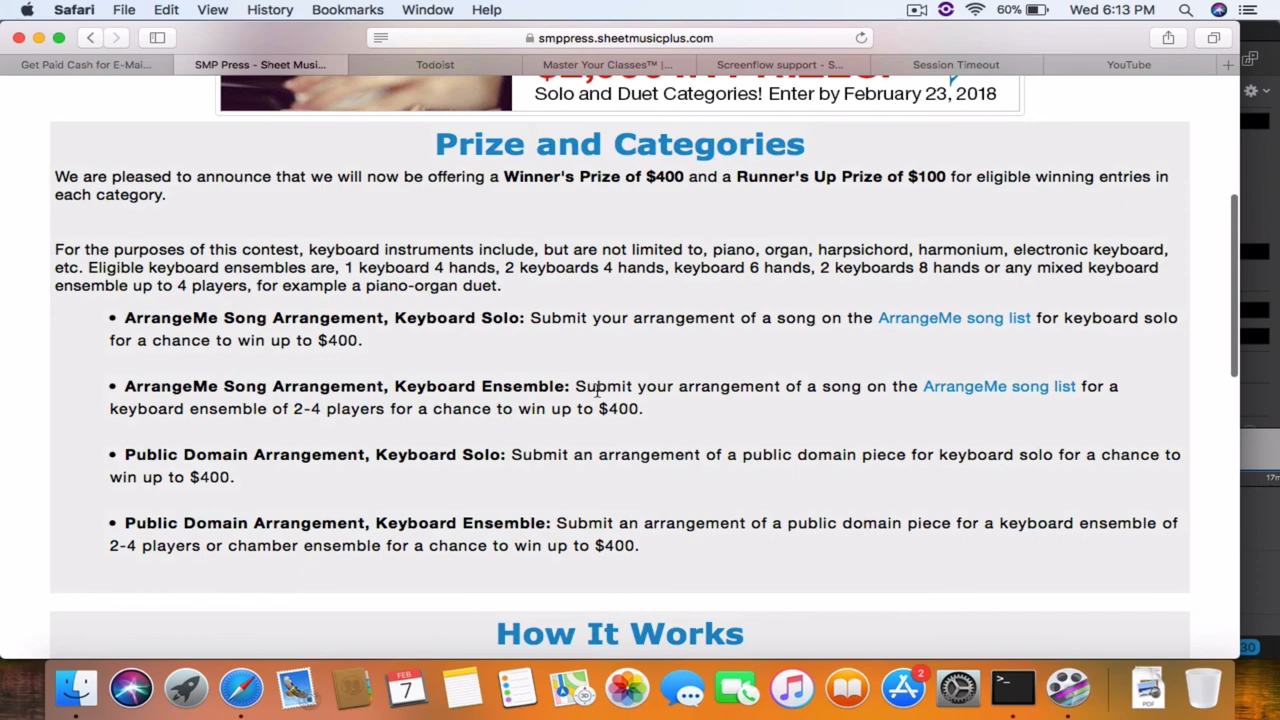 Safari File Edit View History Bookmarks Window Help 60% Wed 6:13 PM
smppress.sheetmusicplus.com
Get Paid Cash for E-Mai... SMP Press - Sheet Musi... Todoist Master Your Classes™ |... Screenflow support - S... Session Timeout YouTube
Solo and Duet Categories! Enter by February 23, 2018
Prize and Categories
We are pleased to announce that we will now be offering a Winner's Prize of $400 and a Runner's Up Prize of $100 for eligible winning entries in
each category.
For the purposes of this contest, keyboard instruments include, but are not limited to, piano, organ, harpsichord, harmonium, electronic keyboard,
etc. Eligible keyboard ensembles are, 1 keyboard 4 hands, 2 keyboards 4 hands, keyboard 6 hands, 2 keyboards 8 hands or any mixed keyboard
ensemble up to 4 players, for example a piano-organ duet.
• ArrangeMe Song Arrangement, Keyboard Solo: Submit your arrangement of a song on the ArrangeMe song list for keyboard solo
for a chance to win up to $400.
• ArrangeMe Song Arrangement, Keyboard Ensemble: Submit your arrangement of a song on the ArrangeMe song list for a
keyboard ensemble of 2-4 players for a chance to win up to $400.
• Public Domain Arrangement, Keyboard Solo: Submit an arrangement of a public domain piece for keyboard solo for a chance to
win up to $400.
• Public Domain Arrangement, Keyboard Ensemble: Submit an arrangement of a public domain piece for a keyboard ensemble of
2-4 players or chamber ensemble for a chance to win up to $400.
How It Works
17m
30
FEB
7
2
PDF